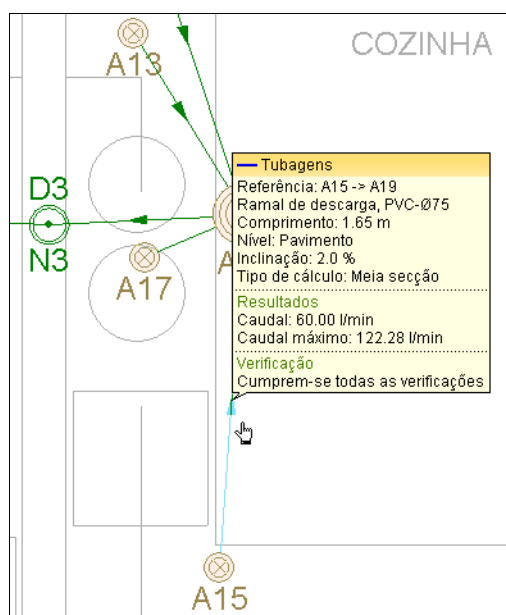 COZINHA
A13
Tubagens
Referência: A15 -> A19
Ramal de descarga, PVC-Ø75
Comprimento: 1.65 m
Nível: Pavimento
Inclinação: 2.0 %
Tipo de cálculo: Meia secção
Resultados
Caudal: 60.00 l/min
Caudal máximo: 122.28 l/min
Verificação
Cumprem-se todas as verificações
D3
N3
A17
A15